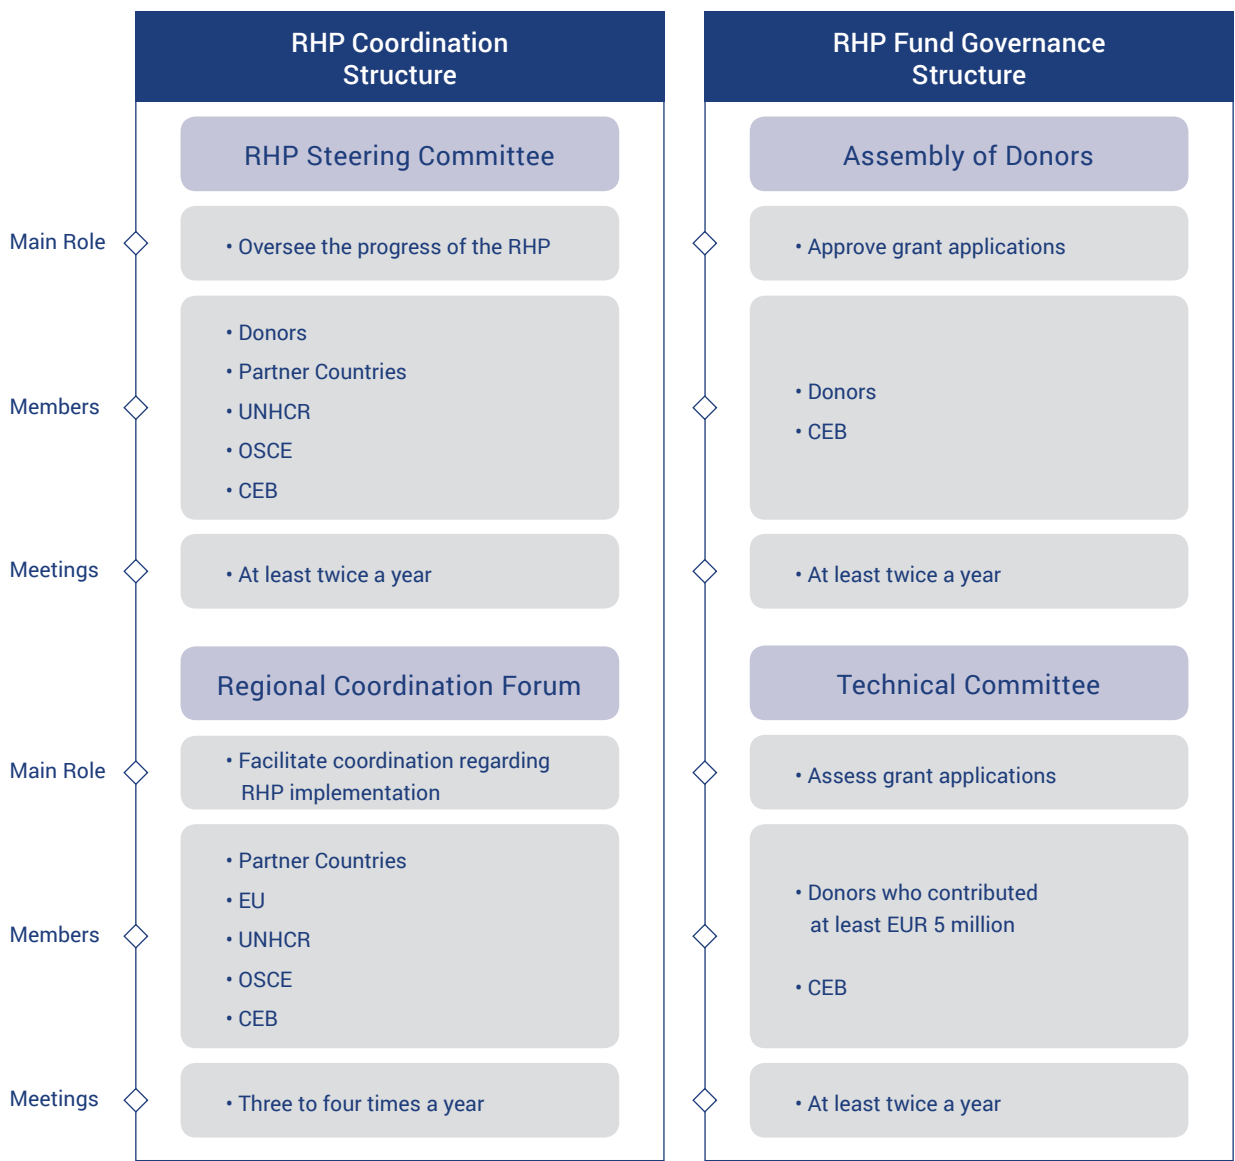 RHP Coordination
Structure
RHP Steering Committee
Main Role
• Oversee the progress of the RHP
Members
• Donors
• Partner Countries
• UNHCR
• OSCE
• CEB
Meetings
• At least twice a year
Regional Coordination Forum
Main Role
• Facilitate coordination regarding
RHP implementation
Members
• Partner Countries
• EU
• UNHCR
• OSCE
• CEB
Meetings
• Three to four times a year
RHP Fund Governance
Structure
Assembly of Donors
• Approve grant applications
• Donors
• CEB
• At least twice a year
Technical Committee
• Assess grant applications
• Donors who contributed
at least EUR 5 million
• CEB
• At least twice a year